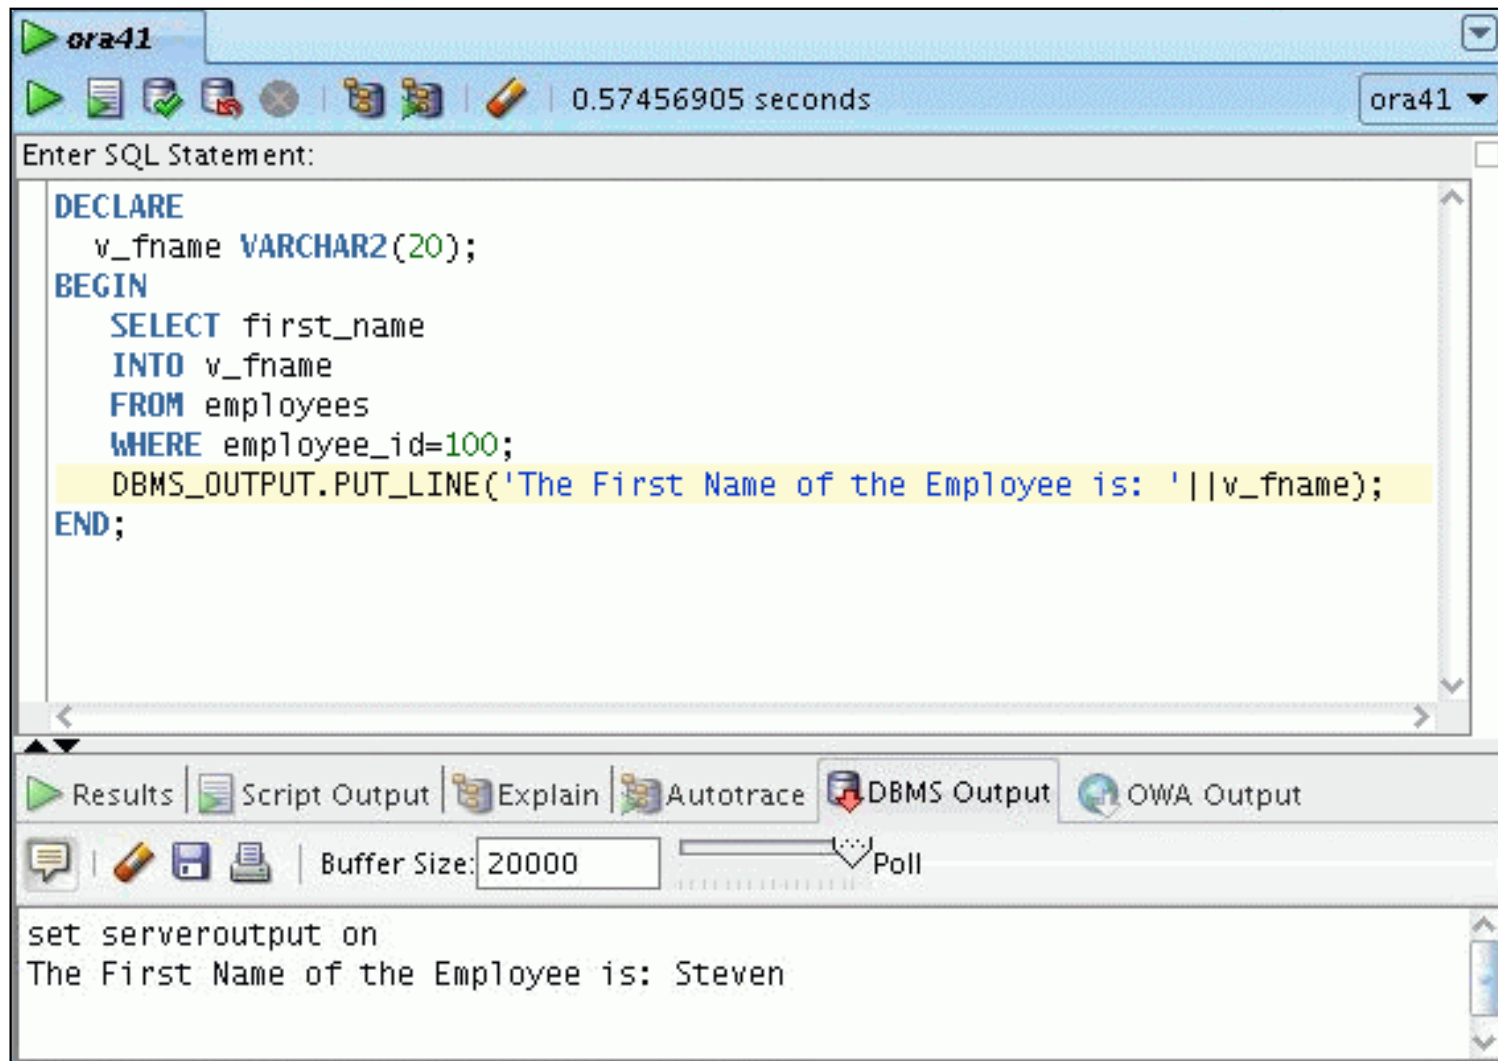 ora41
0.57456905 seconds
ora41
Enter SQL Statement:
DECLARE
v_fname VARCHAR2(20);
BEGIN
SELECT first_name
INTO v_fname
FROM employees
WHERE employee_id=100;
DBMS_OUTPUT.PUT_LINE('The First Name of the Employee is: '||v_fname);
END;
Results Script Output Explain Autotrace DBMS Output OWA Output
Buffer Size: 20000 Poll
set serveroutput on
The First Name of the Employee is: Steven